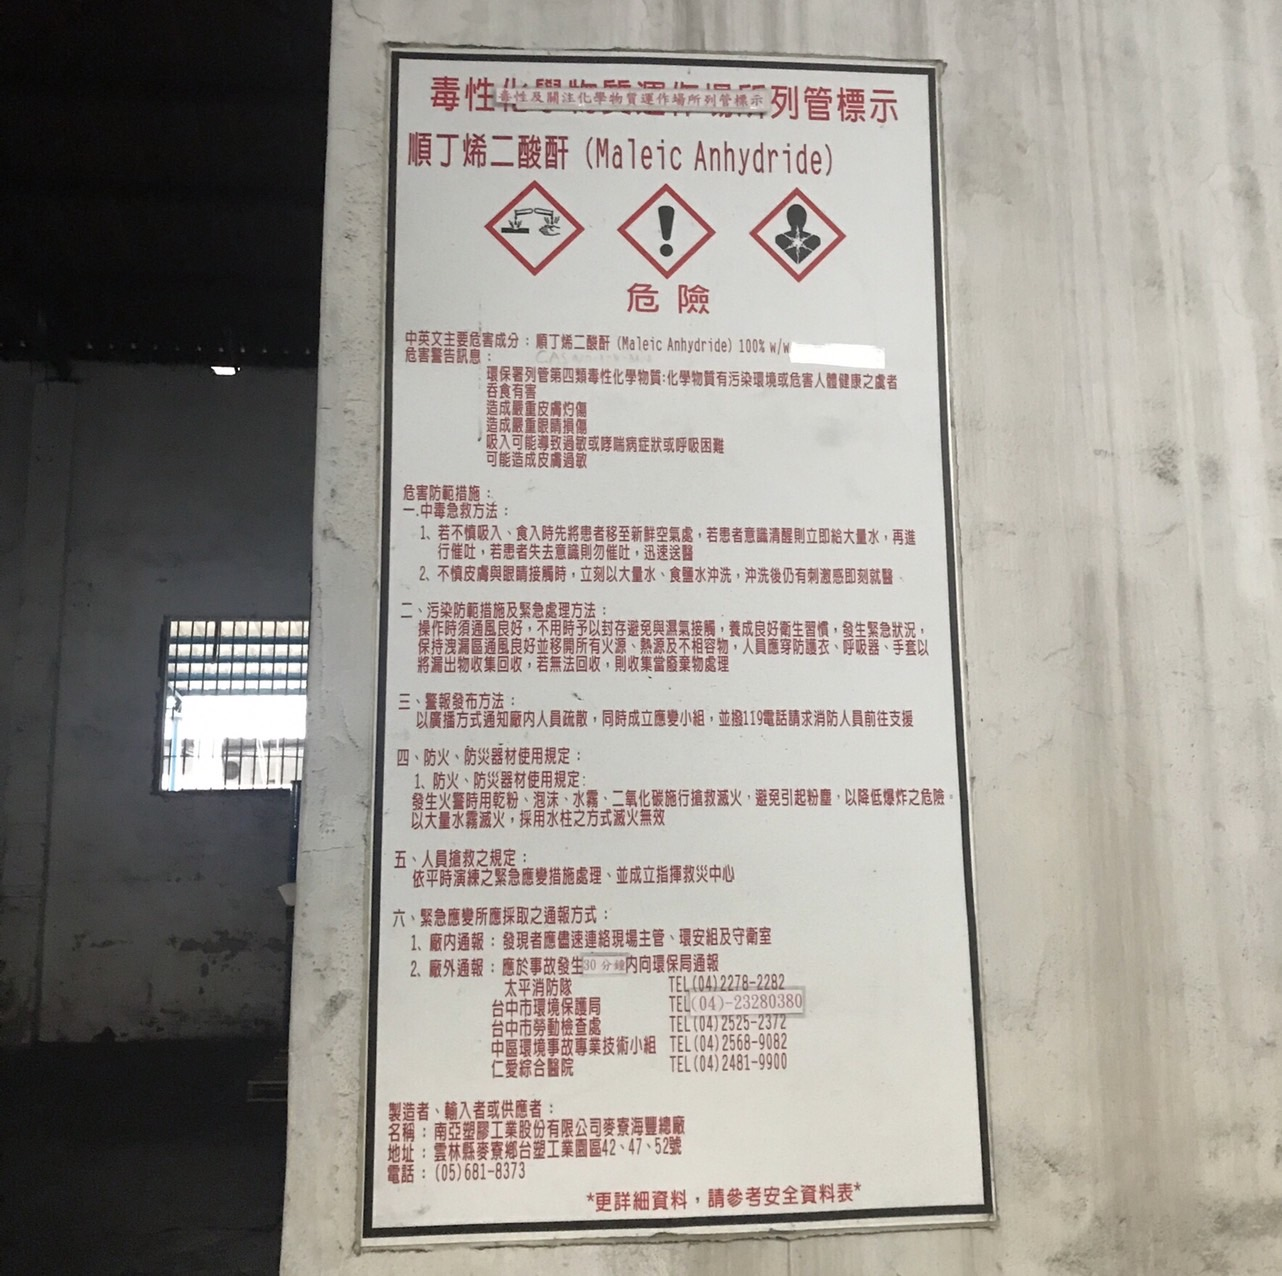 毒性化學物質運作場所列管標示
毒性及關注化學物質運作場所列管標示
順丁烯二酸酐 (Maleic Anhydride)
危險
中英文主要危害成分：順丁烯二酸酐 (Maleic Anhydride) 100% w/w
危害警告訊息：
環保署列管第四類毒性化學物質:化學物質有污染環境或危害人體健康之虞者
吞食有害
造成嚴重皮膚灼傷
造成嚴重眼睛損傷
吸入可能導致過敏或哮喘病症狀或呼吸困難
可能造成皮膚過敏
危害防範措施：
一.中毒急救方法：
1、若不慎吸入、食入時先將患者移至新鮮空氣處，若患者意識清醒則立即給大量水，再進
行催吐，若患者失去意識則勿催吐，迅速送醫
2、不慎皮膚與眼睛接觸時，立刻以大量水、食鹽水沖洗，沖洗後仍有刺激感即刻就醫
二、污染防範措施及緊急處理方法：
操作時須通風良好，不用時予以封存避免與濕氣接觸，養成良好衛生習慣，發生緊急狀況，
保持洩漏區通風良好並移開所有火源、熱源及不相容物，人員應穿防護衣、呼吸器、手套以
將漏出物收集回收，若無法回收，則收集當廢棄物處理
三、警報發布方法：
以廣播方式通知廠內人員疏散，同時成立應變小組，並撥119電話請求消防人員前往支援
四、防火、防災器材使用規定：
1、防火、防災器材使用規定:
發生火警時用乾粉、泡沫、水霧、二氧化碳施行搶救滅火，避免引起粉塵，以降低爆炸之危險。
以大量水霧滅火，採用水柱之方式滅火無效
五、人員搶救之規定：
依平時演練之緊急應變措施處理、並成立指揮救災中心
六、緊急應變所應採取之通報方式：
1、廠內通報：發現者應儘速連絡現場主管、環安組及守衛室
2、廠外通報：應於事故發生30分鐘內向環保局通報
太平消防隊 TEL(04)2278-2282
台中市環境保護局 TEL(04)-23280380
台中市勞動檢查處 TEL(04)2525-2372
中區環境事故專業技術小組 TEL(04)2568-9082
仁愛綜合醫院 TEL(04)2481-9900
製造者、輸入者或供應者：
名稱：南亞塑膠工業股份有限公司麥寮海豐總廠
地址：雲林縣麥寮鄉台塑工業園區42、47、52號
電話：(05)681-8373
*更詳細資料，請參考安全資料表*